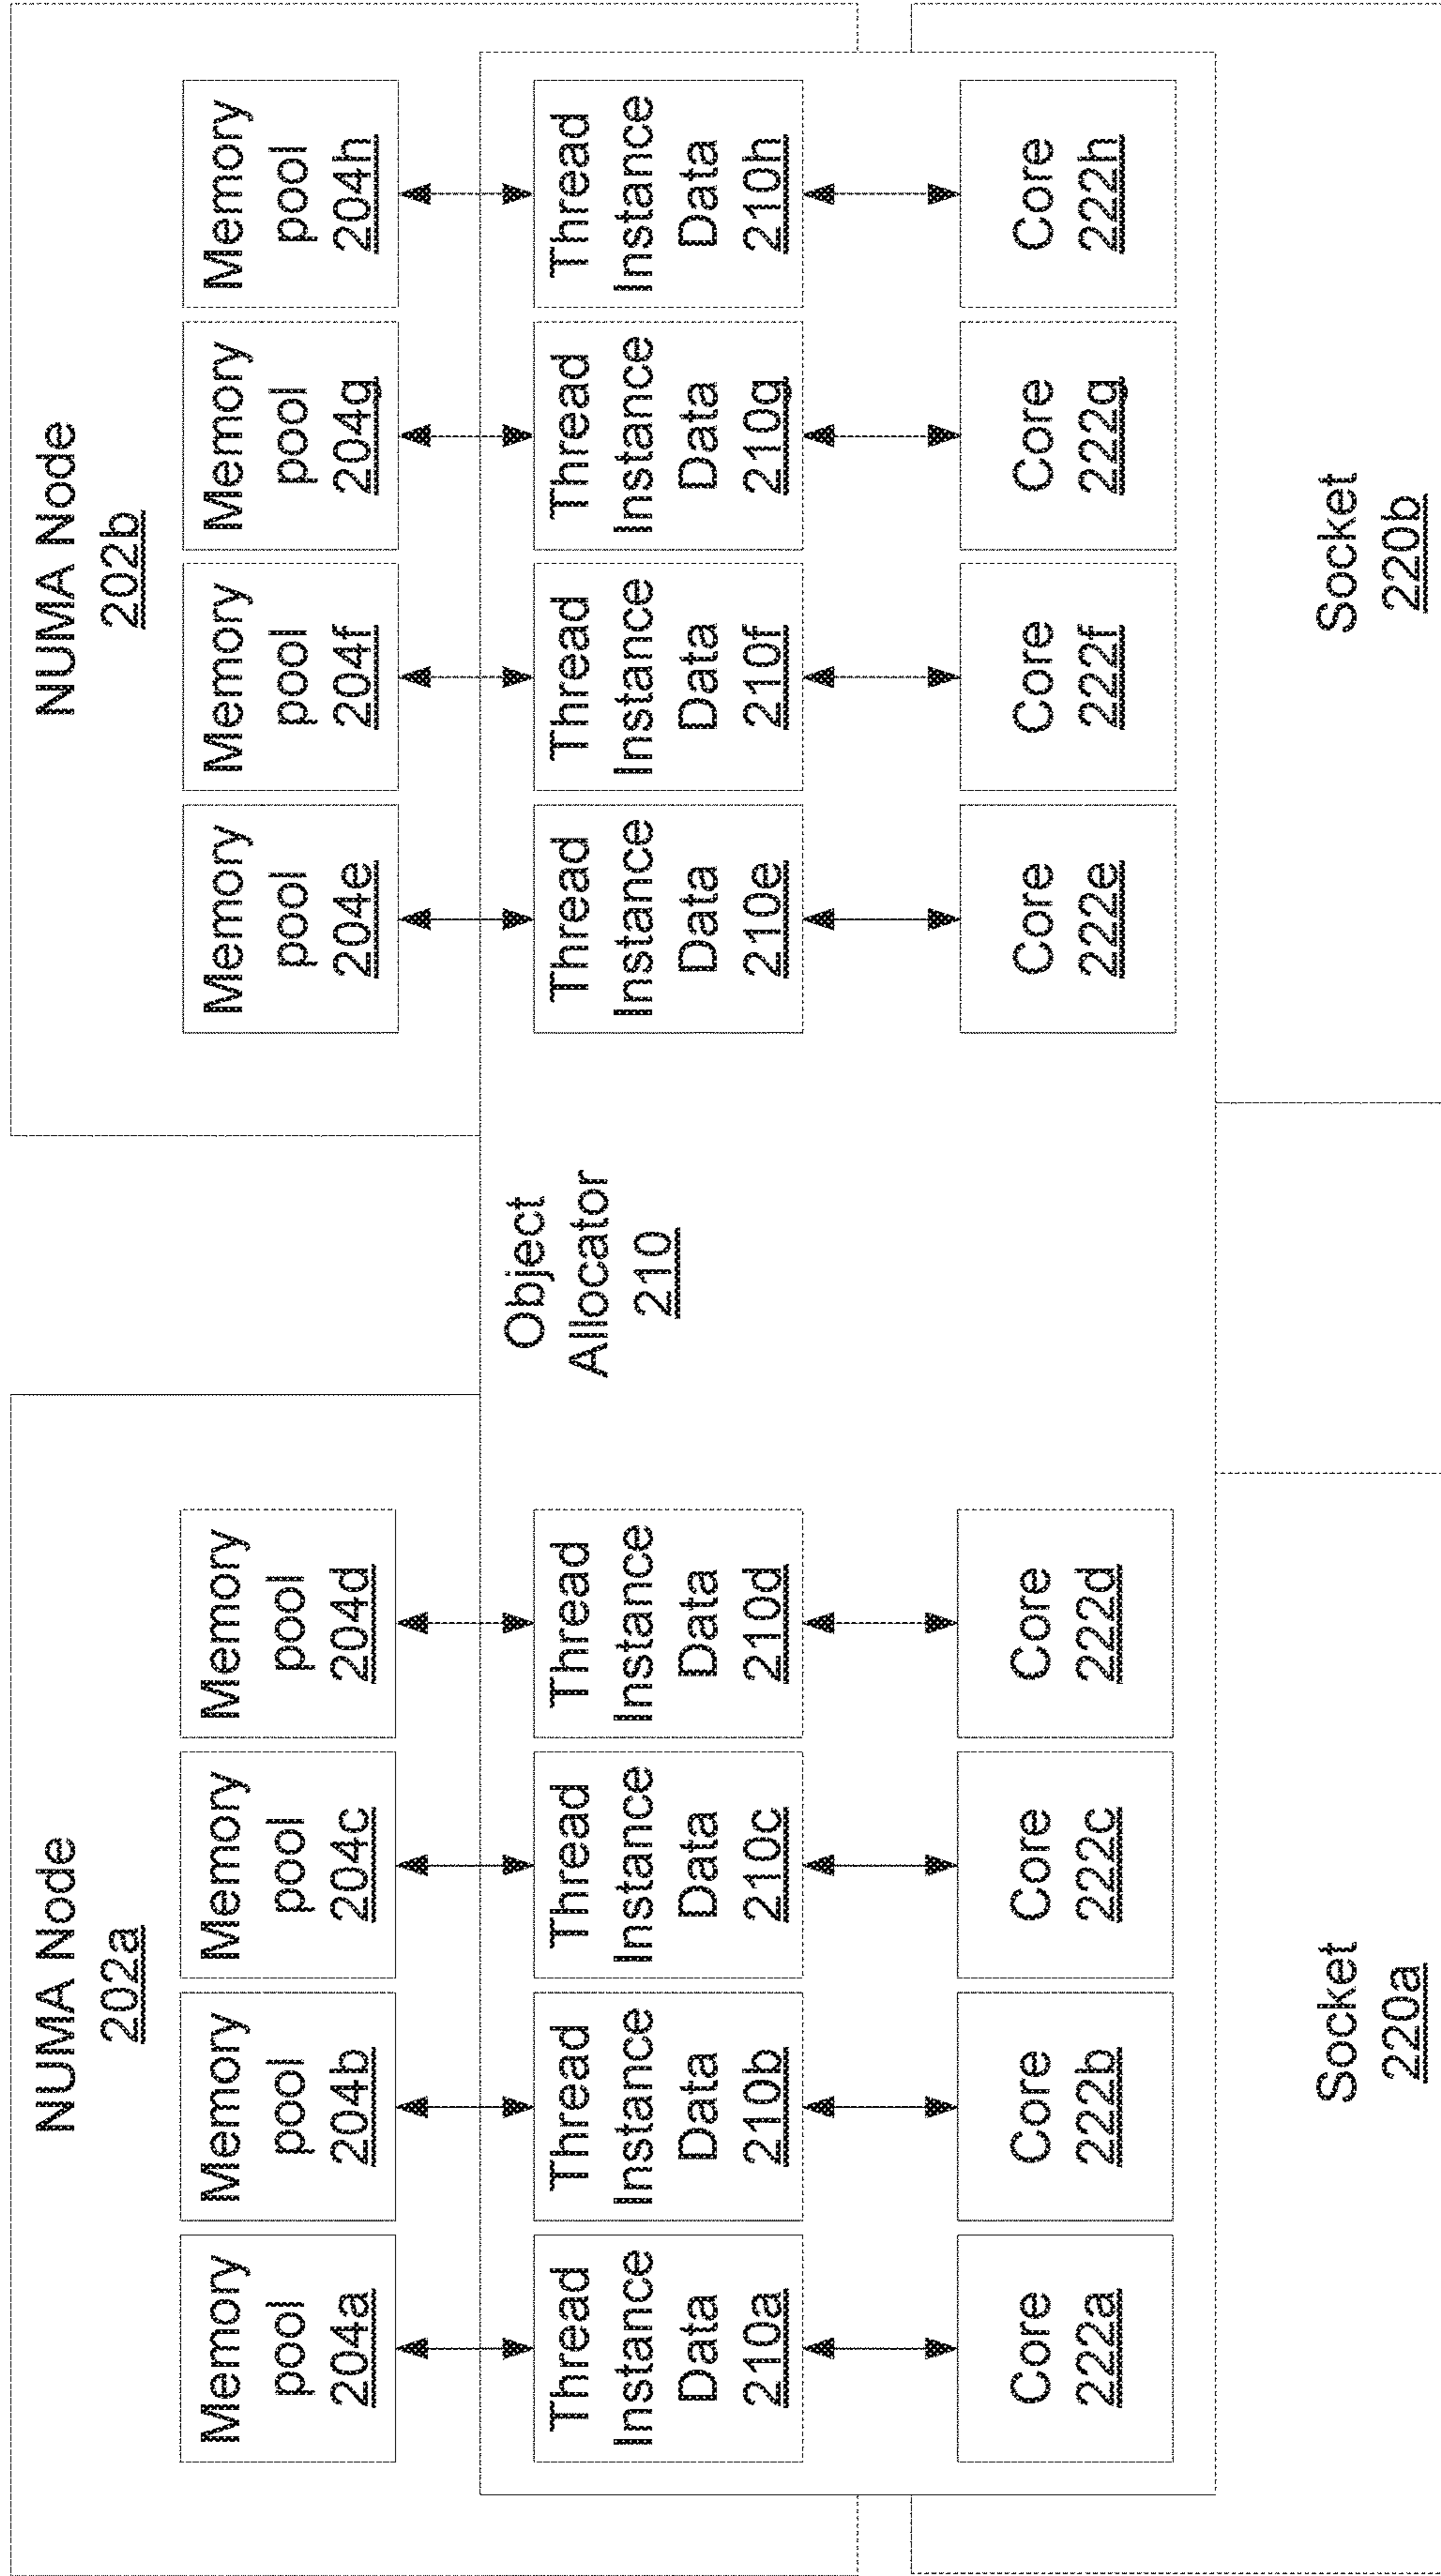 NUMA Node
202a
Memory
pool
204a
Memory
pool
204b
Memory
pool
204c
Memory
pool
204d
NUMA Node
202b
Memory
pool
204e
Memory
pool
204f
Memory
pool
204g
Memory
pool
204h
Object
Allocator
210
Thread
Instance
Data
210a
Thread
Instance
Data
210b
Thread
Instance
Data
210c
Thread
Instance
Data
210d
Thread
Instance
Data
210e
Thread
Instance
Data
210f
Thread
Instance
Data
210g
Thread
Instance
Data
210h
Core
222a
Core
222b
Core
222c
Core
222d
Core
222e
Core
222f
Core
222g
Core
222h
Socket
220a
Socket
220b